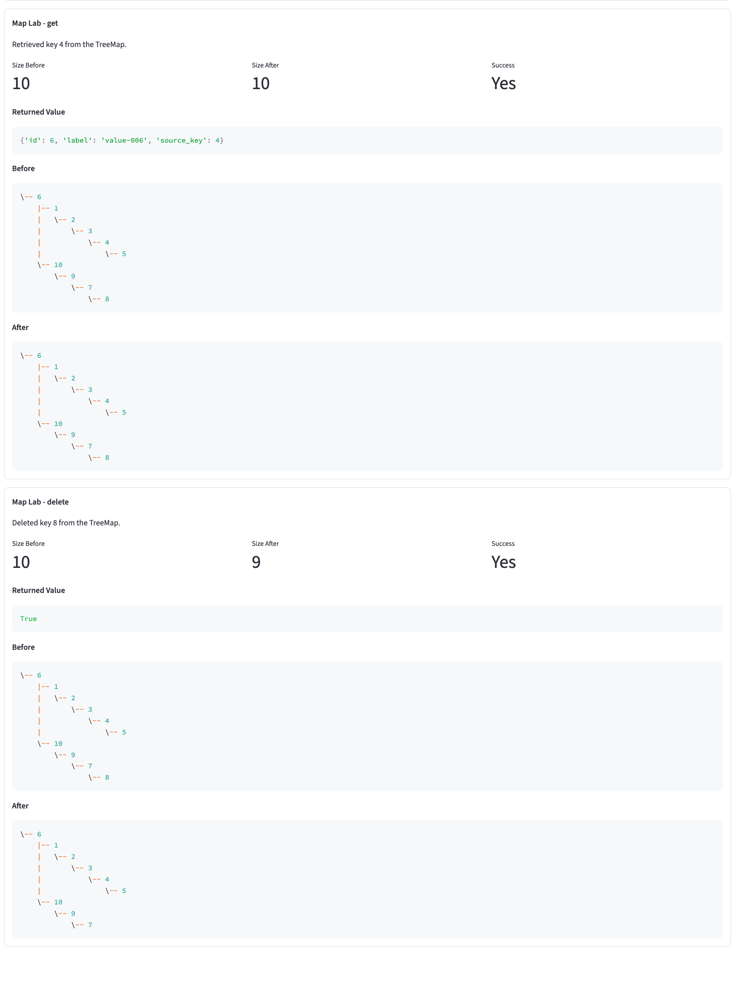 Map Lab - get
Retrieved key 4 from the TreeMap.
Size Before
Size After
Success
10
10
Yes
Returned Value
{'id': 6, 'label': 'value-006', 'source_key': 4}
Before
\-- 6
    |-- 1
    |   \-- 2
    |       \-- 3
    |           \-- 4
    |               \-- 5
    \-- 10
        \-- 9
            \-- 7
                \-- 8
After
\-- 6
    |-- 1
    |   \-- 2
    |       \-- 3
    |           \-- 4
    |               \-- 5
    \-- 10
        \-- 9
            \-- 7
                \-- 8
Map Lab - delete
Deleted key 8 from the TreeMap.
Size Before
Size After
Success
10
9
Yes
Returned Value
True
Before
\-- 6
    |-- 1
    |   \-- 2
    |       \-- 3
    |           \-- 4
    |               \-- 5
    \-- 10
        \-- 9
            \-- 7
                \-- 8
After
\-- 6
    |-- 1
    |   \-- 2
    |       \-- 3
    |           \-- 4
    |               \-- 5
    \-- 10
        \-- 9
            \-- 7